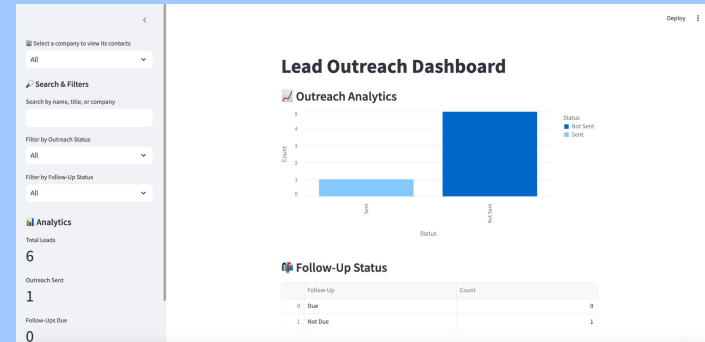 Deploy
Select a company to view its contacts
All
Search & Filters
Search by name, title, or company
Filter by Outreach Status
All
Filter by Follow-Up Status
All
Analytics
Total Leads
6
Outreach Sent
1
Follow-Ups Due
0
Lead Outreach Dashboard
Outreach Analytics
5
4
3
2
1
0
Count
Sent
Not Sent
Status
Status
Not Sent
Sent
Follow-Up Status
Follow-Up Count
0 Due 0
1 Not Due 1